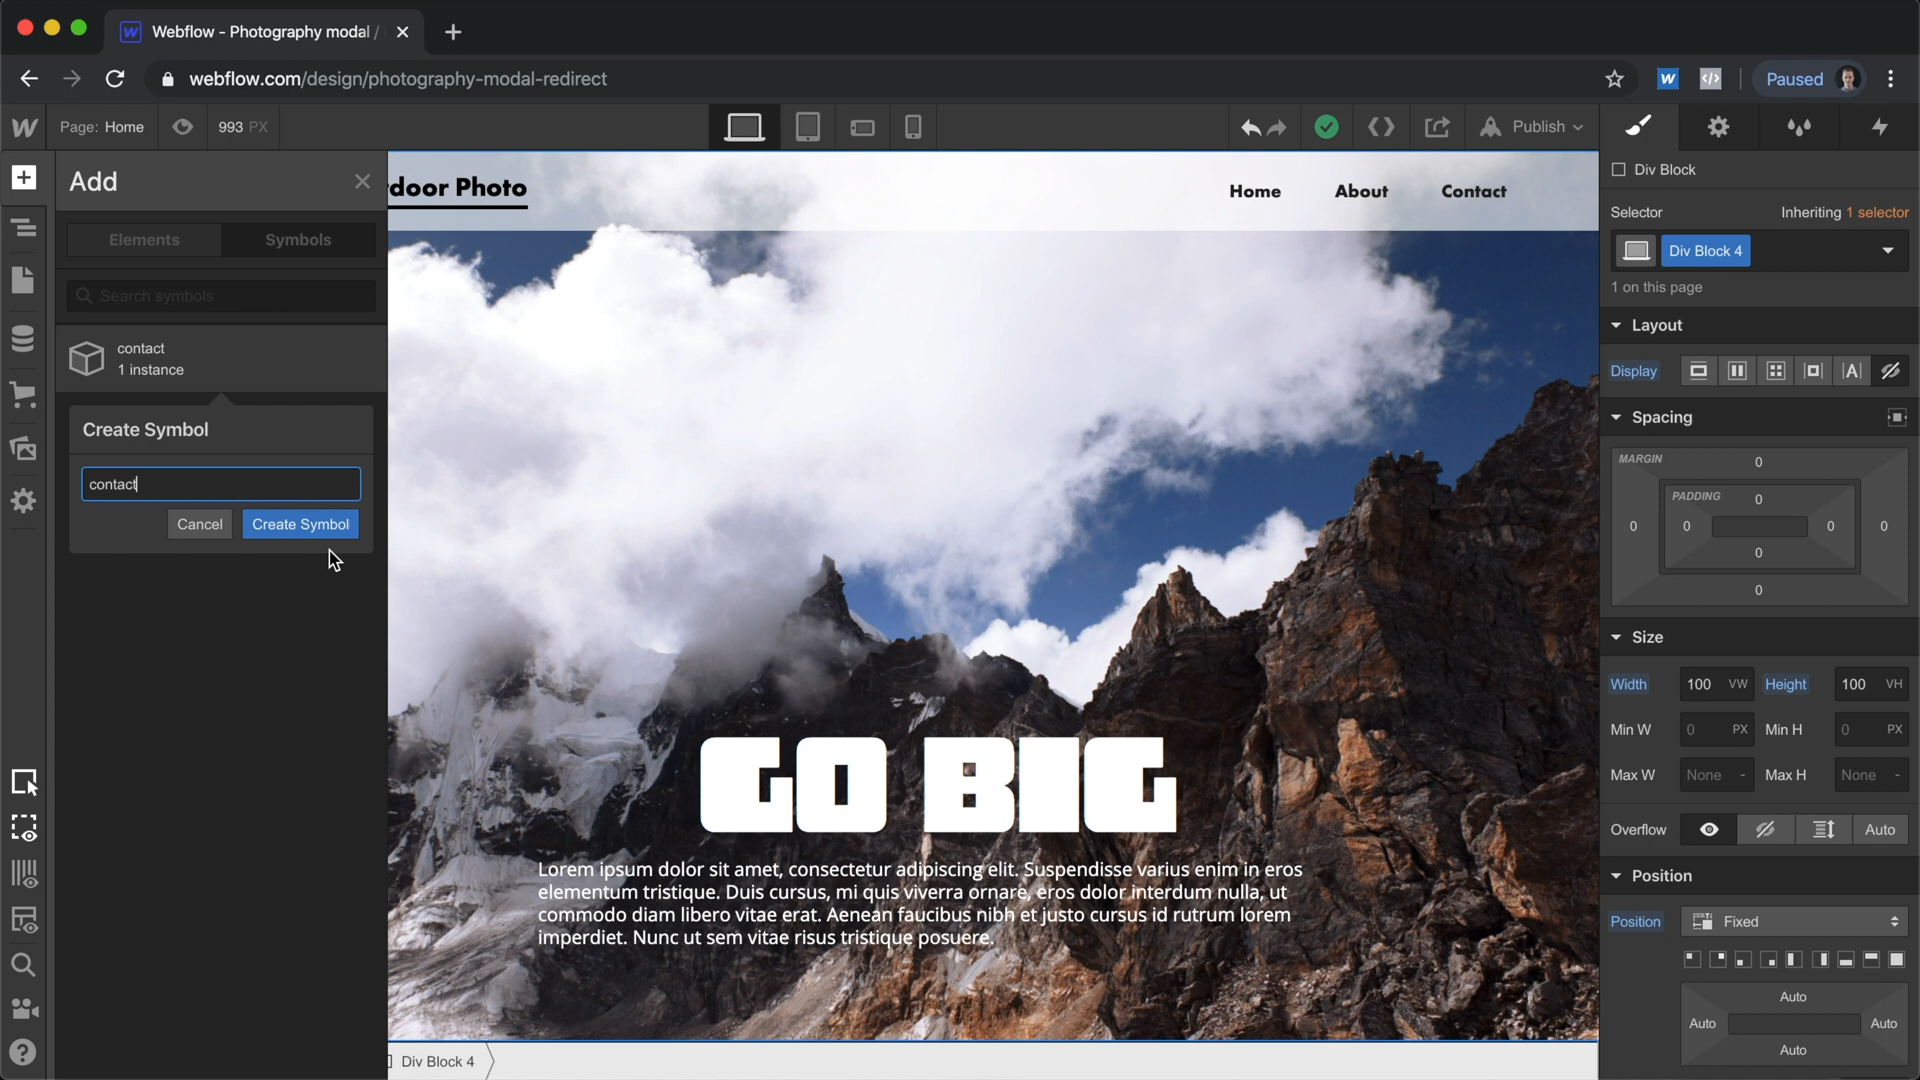 Webflow - Photography modal /
webflow.com/design/photography-modal-redirect
Paused
Page: Home
993 PX
Publish
Add
Elements
Symbols
Search symbols
contact
1 instance
Create Symbol
contact
Cancel
Create Symbol
door Photo
Home
About
Contact
GO BIG
Lorem ipsum dolor sit amet, consectetur adipiscing elit. Suspendisse varius enim in eros
elementum tristique. Duis cursus, mi quis viverra ornare, eros dolor interdum nulla, ut
commodo diam libero vitae erat. Aenean faucibus nibh et justo cursus id rutrum lorem
imperdiet. Nunc ut sem vitae risus tristique posuere.
Div Block 4
Div Block
Selector
Inheriting 1 selector
Div Block 4
1 on this page
Layout
Display
Spacing
MARGIN
0
PADDING
0
0
0
0
0
0
0
Size
Width
100 VW
Height
100 VH
Min W
0 PX
Min H
0 PX
Max W
None -
Max H
None -
Overflow
Auto
Position
Position
Fixed
Auto
Auto
Auto
Auto